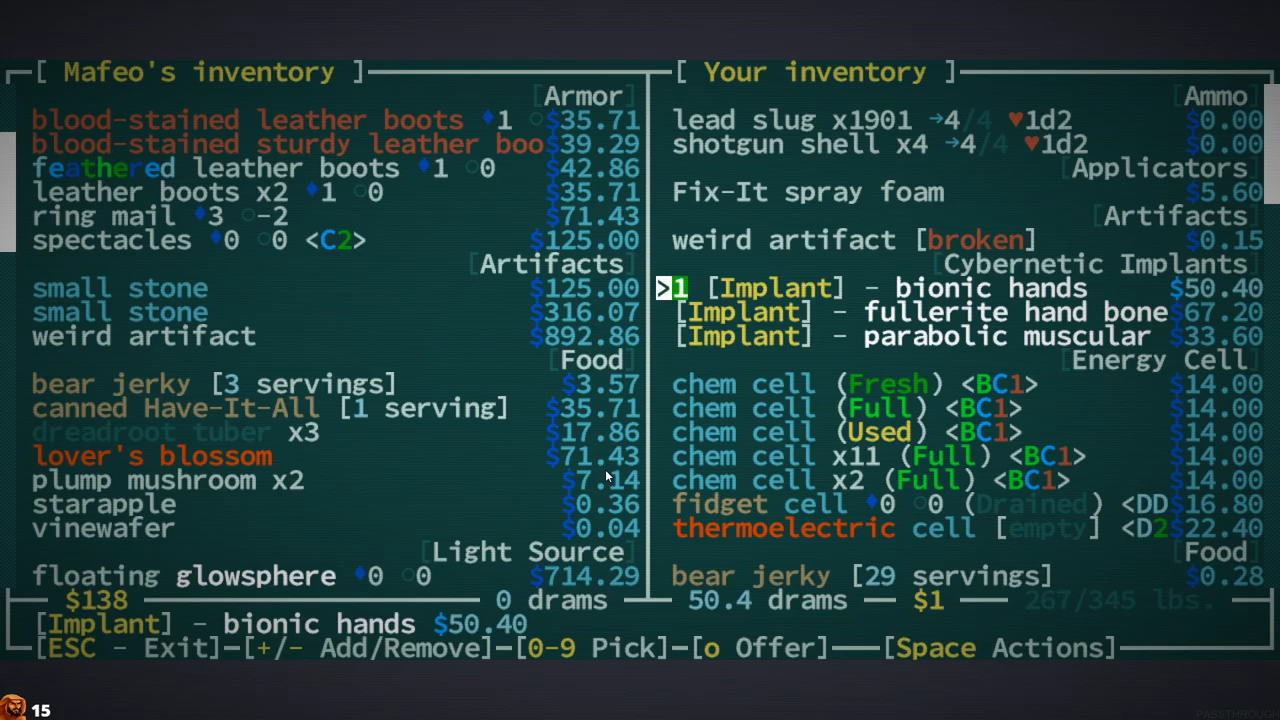 [ Mafeo's inventory ]
[Armor]
blood-stained leather boots ♦1 ○ $35.71
blood-stained sturdy leather boo$39.29
feathered leather boots ♦1 ○0 $42.86
leather boots x2 ♦1 ○0 $35.71
ring mail ♦3 ○-2 $71.43
spectacles ♦0 ○0 <C2> $125.00
[Artifacts]
small stone $125.00
small stone $316.07
weird artifact $892.86
[Food]
bear jerky [3 servings] $3.57
canned Have-It-All [1 serving] $35.71
dreadroot tuber x3 $17.86
lover's blossom $71.43
plump mushroom x2 $7.14
starapple $0.36
vinewafer $0.04
[Light Source]
floating glowsphere ♦0 ○0 $714.29
$138 0 drams
[ Your inventory ]
[Ammo]
lead slug x1901 →4/4 ♥1d2 $0.00
shotgun shell x4 →4/4 ♥1d2 $0.00
[Applicators]
Fix-It spray foam $5.60
[Artifacts]
weird artifact [broken] $0.15
[Cybernetic Implants]
>1 [Implant] - bionic hands $50.40
[Implant] - fullerite hand bone$67.20
[Implant] - parabolic muscular $33.60
[Energy Cell]
chem cell (Fresh) <BC1> $14.00
chem cell (Full) <BC1> $14.00
chem cell (Used) <BC1> $14.00
chem cell x11 (Full) <BC1> $14.00
chem cell x2 (Full) <BC1> $14.00
fidget cell ♦0 ○0 (Drained) <DD$16.80
thermoelectric cell [empty] <D2$22.40
[Food]
bear jerky [29 servings] $0.28
50.4 drams $1 267/345 lbs.
[Implant] - bionic hands $50.40
[ESC - Exit]-[+/- Add/Remove]-[0-9 Pick]-[o Offer] [Space Actions]
15
PASSTHROUGH